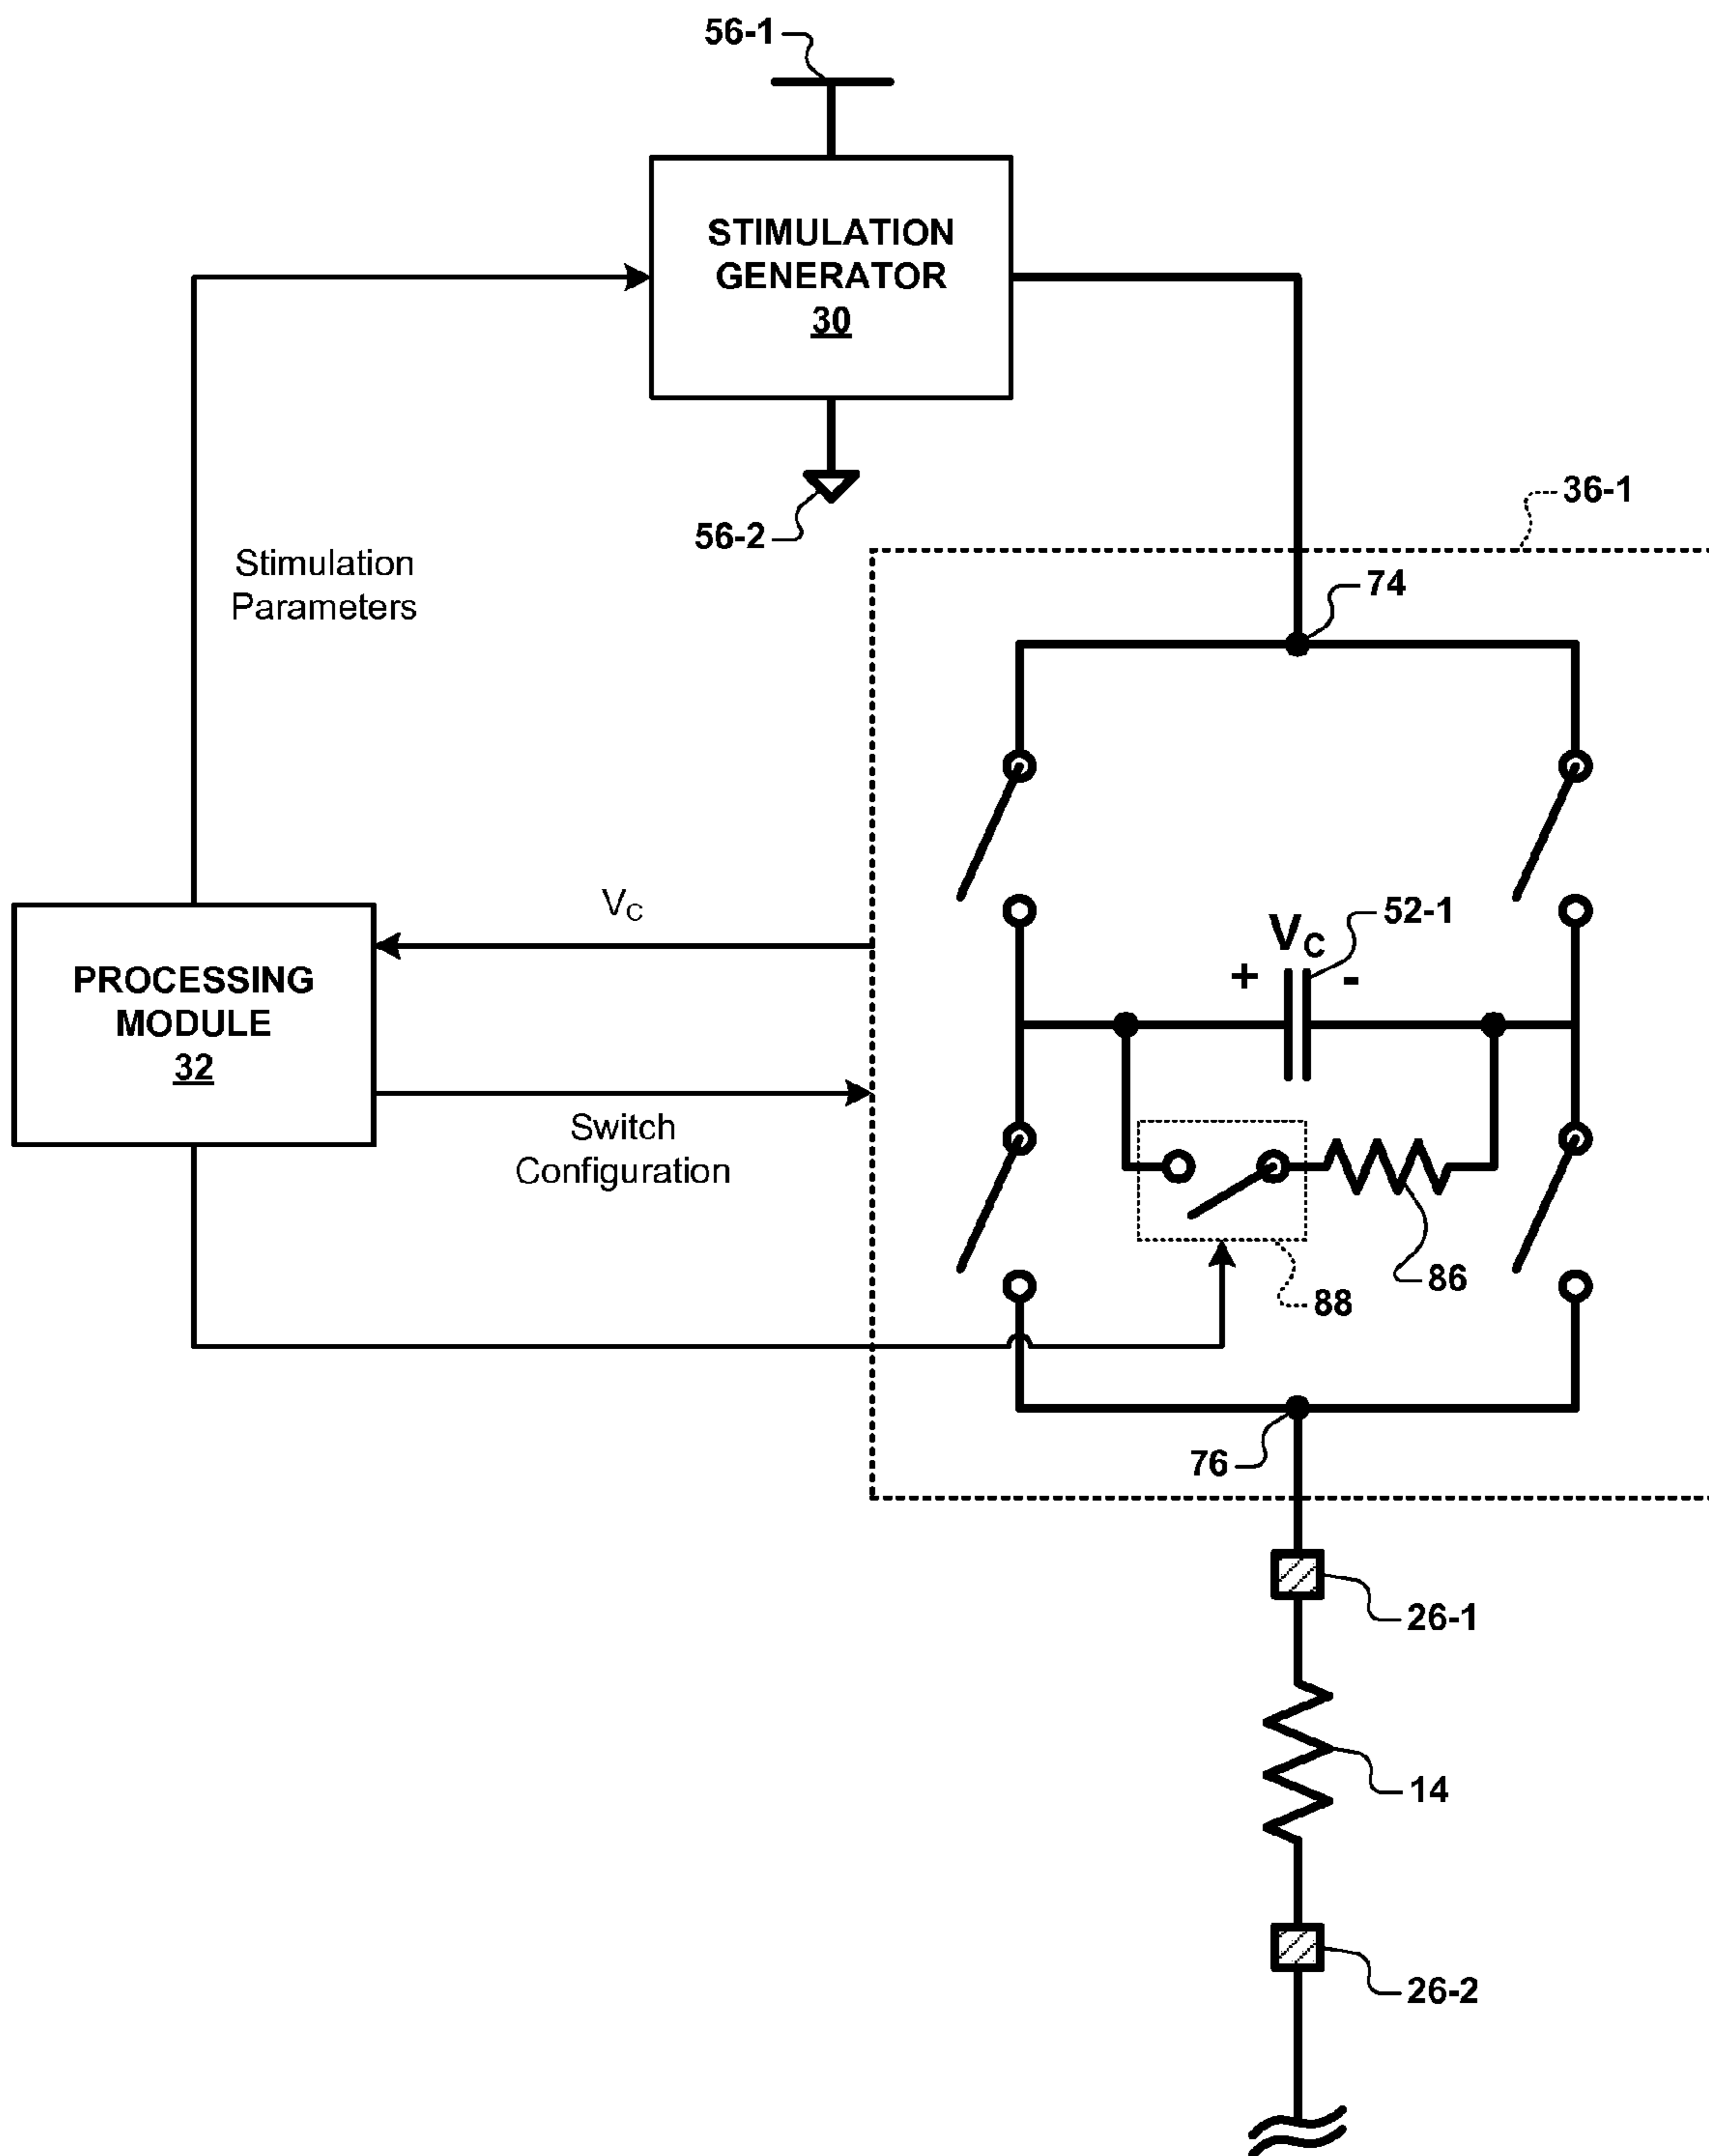 56-1
STIMULATION
GENERATOR
30
56-2
36-1
74
Stimulation
Parameters
VC
52-1
VC
+ -
PROCESSING
MODULE
32
Switch
Configuration
86
88
76
26-1
14
26-2